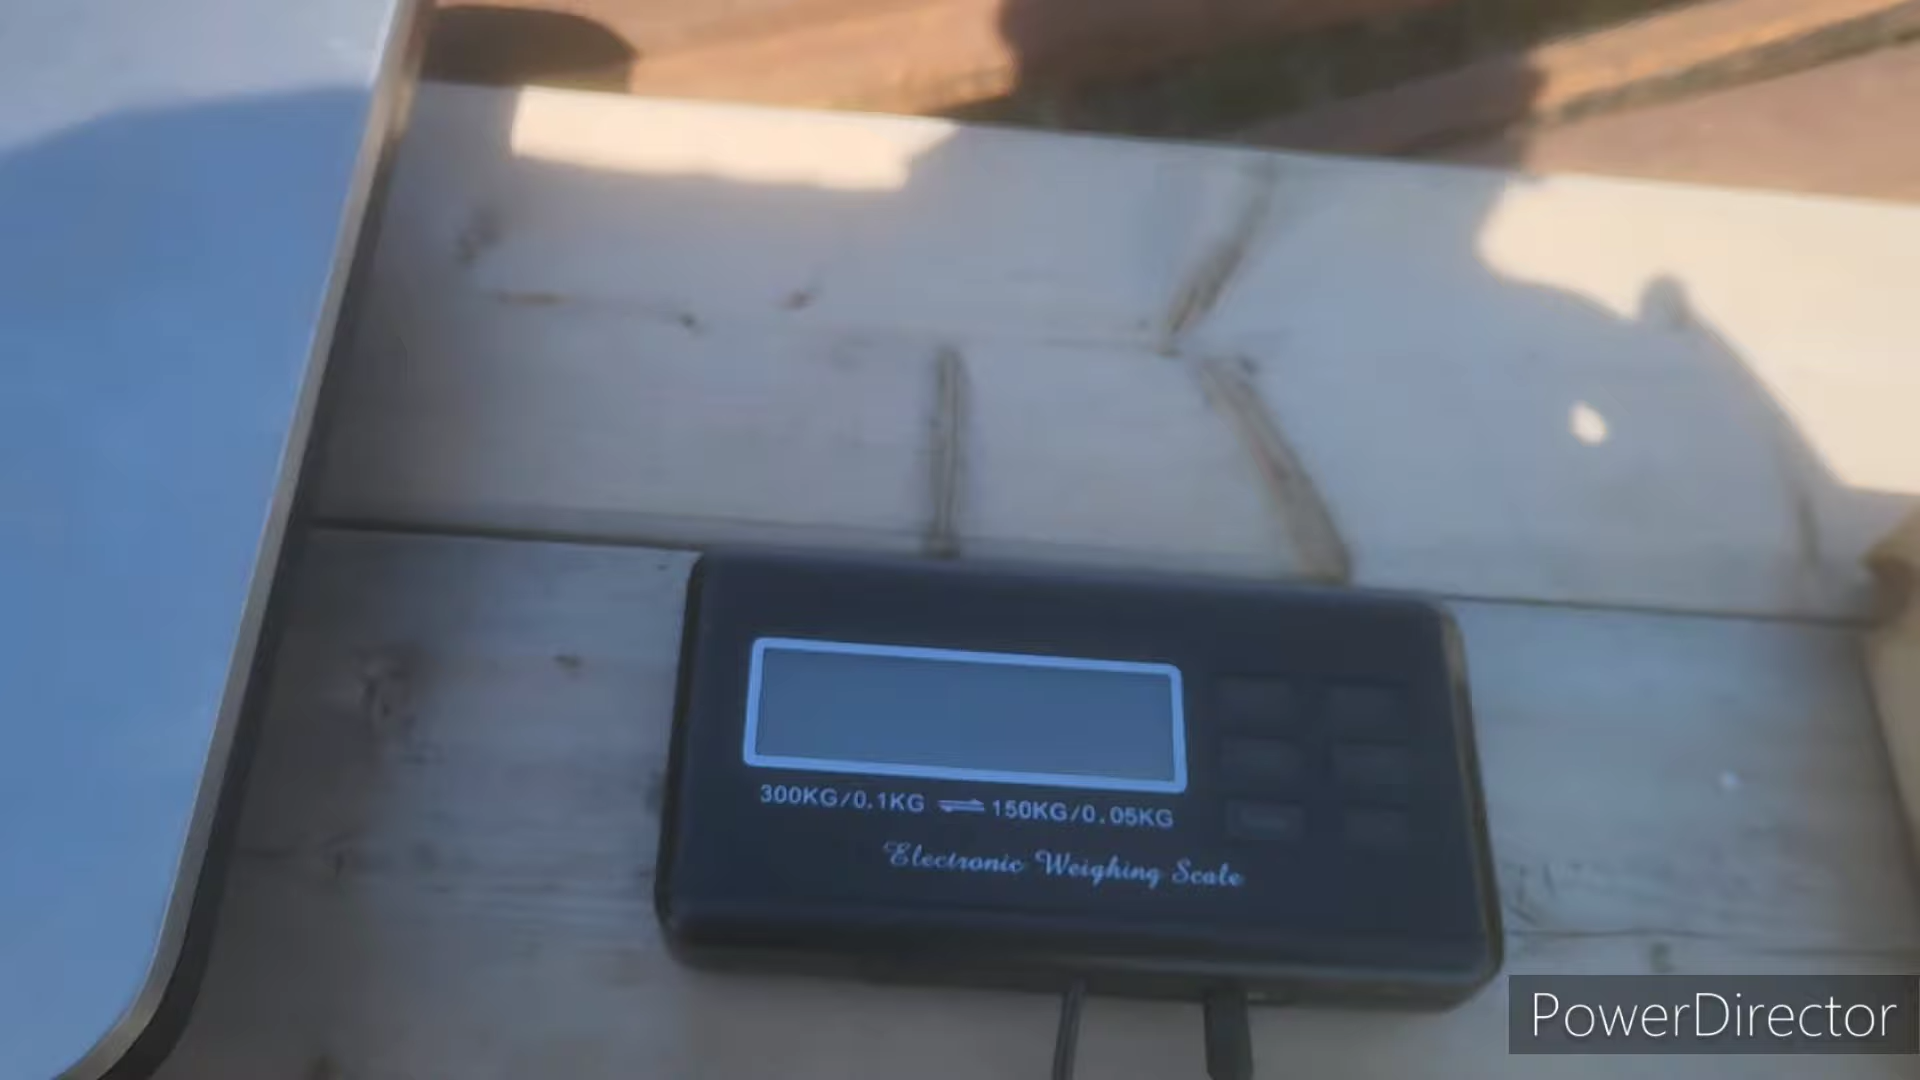 300KG/0.1KG ⇌ 150KG/0.05KG
Electronic Weighing Scale
PowerDirector